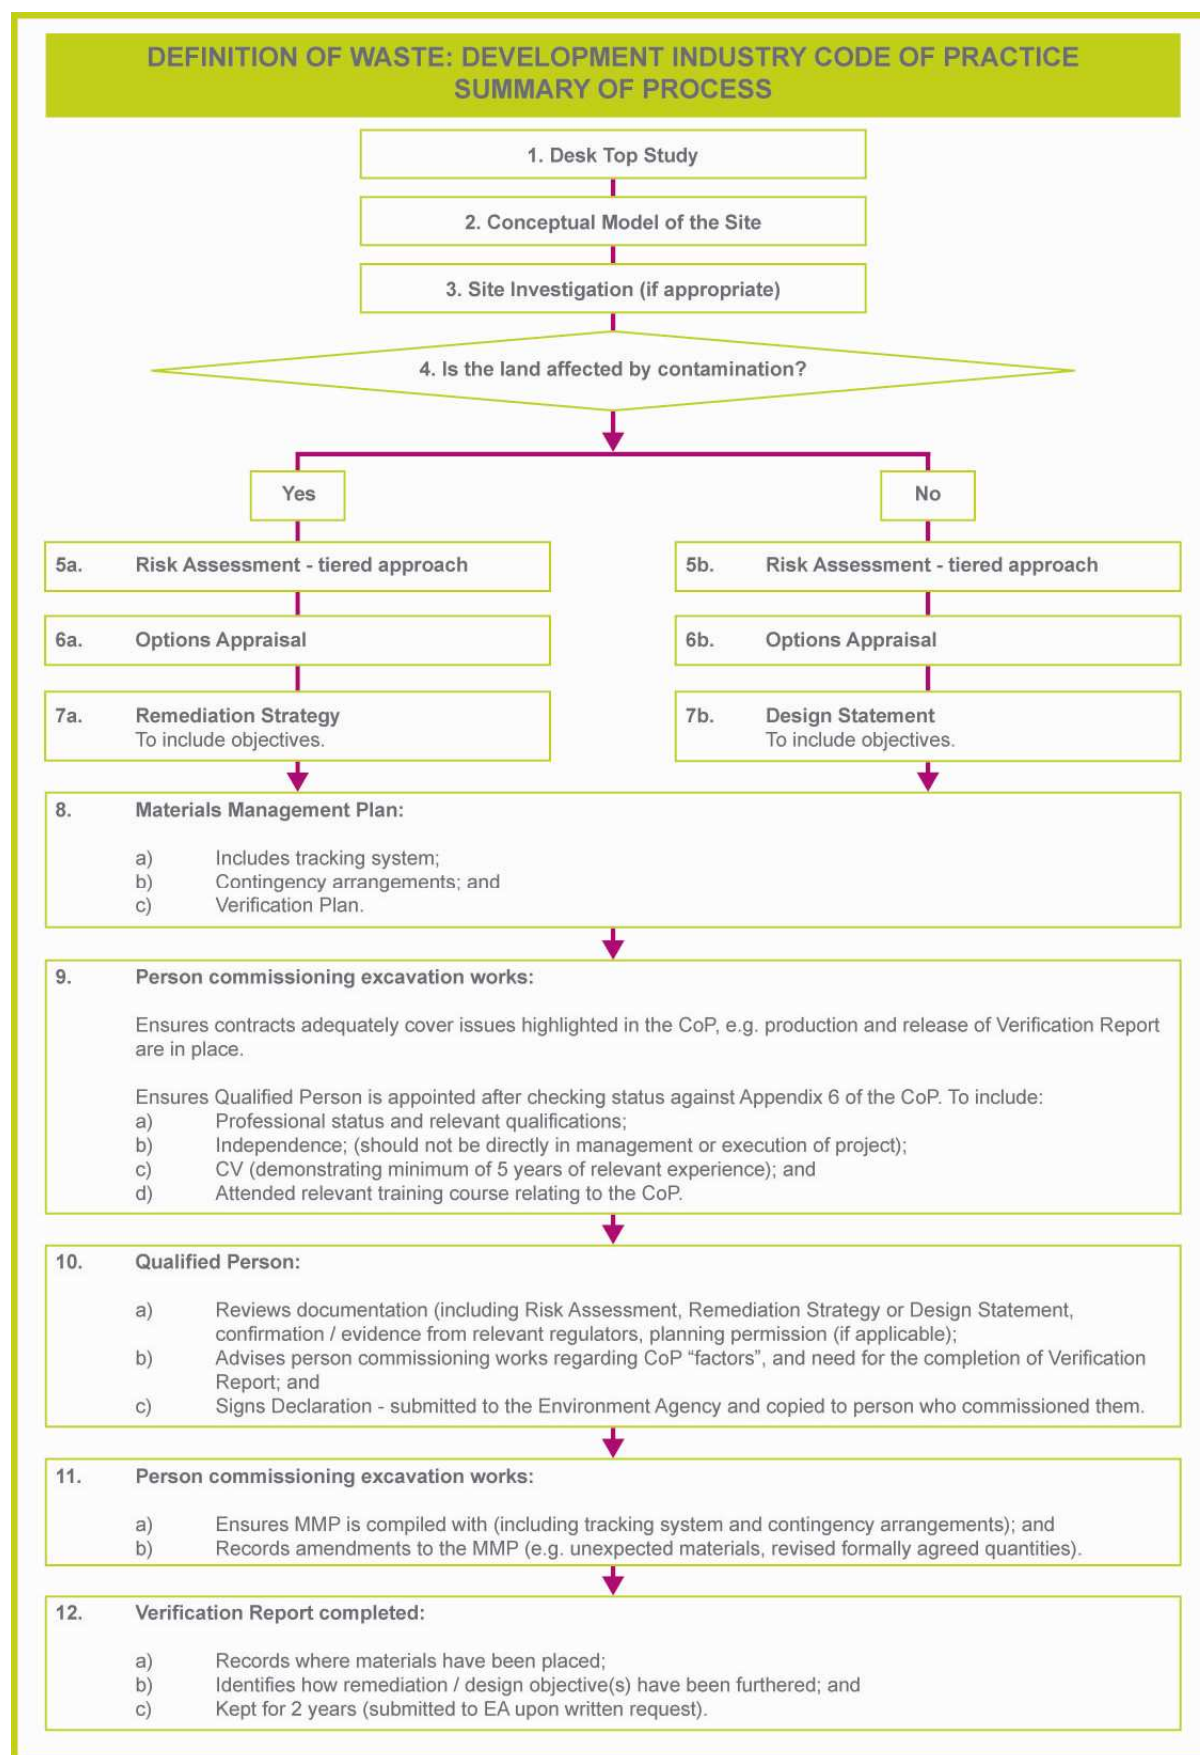 DEFINITION OF WASTE: DEVELOPMENT INDUSTRY CODE OF PRACTICE
SUMMARY OF PROCESS
1. Desk Top Study
2. Conceptual Model of the Site
3. Site Investigation (if appropriate)
4. Is the land affected by contamination?
Yes
No
5a. Risk Assessment - tiered approach
5b. Risk Assessment - tiered approach
6a. Options Appraisal
6b. Options Appraisal
7a. Remediation Strategy
To include objectives.
7b. Design Statement
To include objectives.
8. Materials Management Plan:
a) Includes tracking system;
b) Contingency arrangements; and
c) Verification Plan.
9. Person commissioning excavation works:
Ensures contracts adequately cover issues highlighted in the CoP, e.g. production and release of Verification Report
are in place.
Ensures Qualified Person is appointed after checking status against Appendix 6 of the CoP. To include:
a) Professional status and relevant qualifications;
b) Independence; (should not be directly in management or execution of project);
c) CV (demonstrating minimum of 5 years of relevant experience); and
d) Attended relevant training course relating to the CoP.
10. Qualified Person:
a) Reviews documentation (including Risk Assessment, Remediation Strategy or Design Statement,
confirmation / evidence from relevant regulators, planning permission (if applicable);
b) Advises person commissioning works regarding CoP “factors”, and need for the completion of Verification
Report; and
c) Signs Declaration - submitted to the Environment Agency and copied to person who commissioned them.
11. Person commissioning excavation works:
a) Ensures MMP is compiled with (including tracking system and contingency arrangements); and
b) Records amendments to the MMP (e.g. unexpected materials, revised formally agreed quantities).
12. Verification Report completed:
a) Records where materials have been placed;
b) Identifies how remediation / design objective(s) have been furthered; and
c) Kept for 2 years (submitted to EA upon written request).